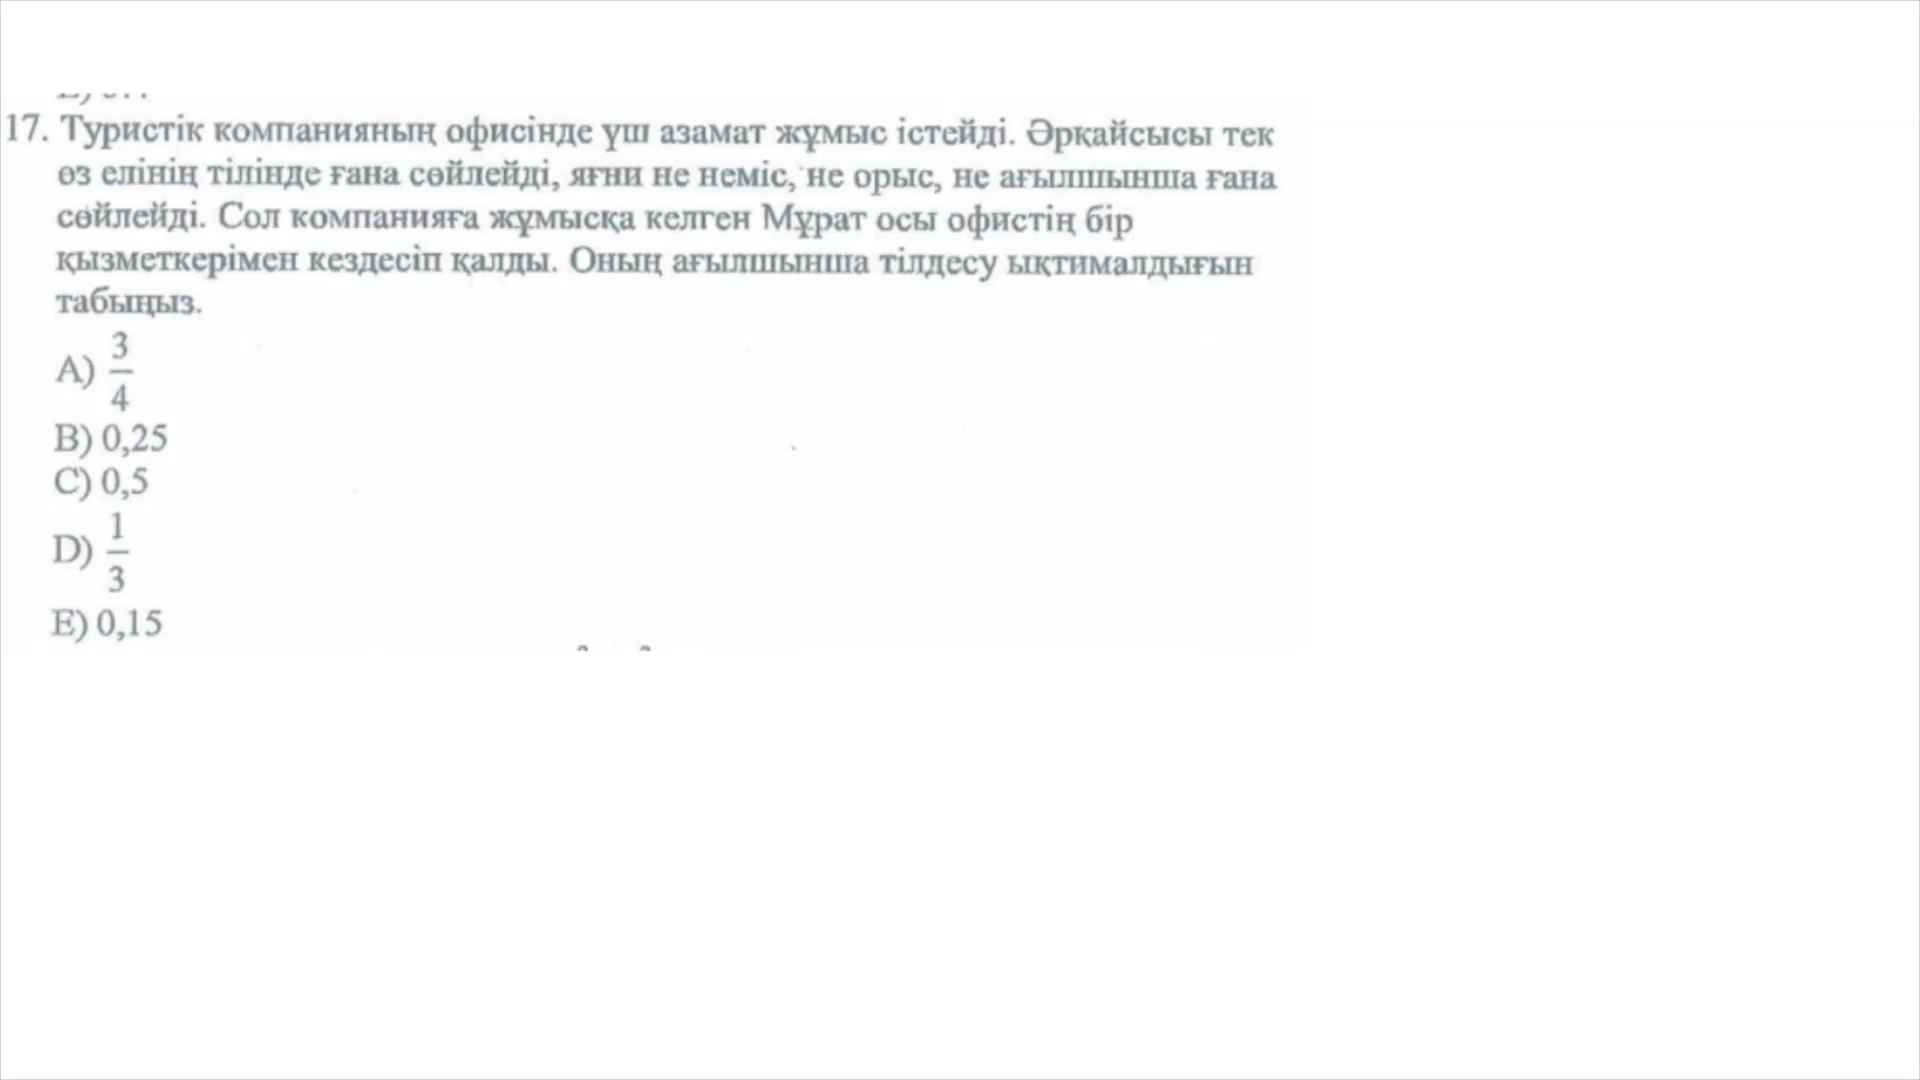 17. Туристік компанияның офисінде үш азамат жұмыс істейді. Әрқайсысы тек
өз елінің тілінде ғана сөйлейді, яғни не неміс, не орыс, не ағылшынша ғана
сөйлейді. Сол компанияға жұмысқа келген Мұрат осы офистің бір
қызметкерімен кездесіп қалды. Оның ағылшынша тілдесу ықтималдығын
табыңыз.
A) 3/4
B) 0,25
C) 0,5
D) 1/3
E) 0,15